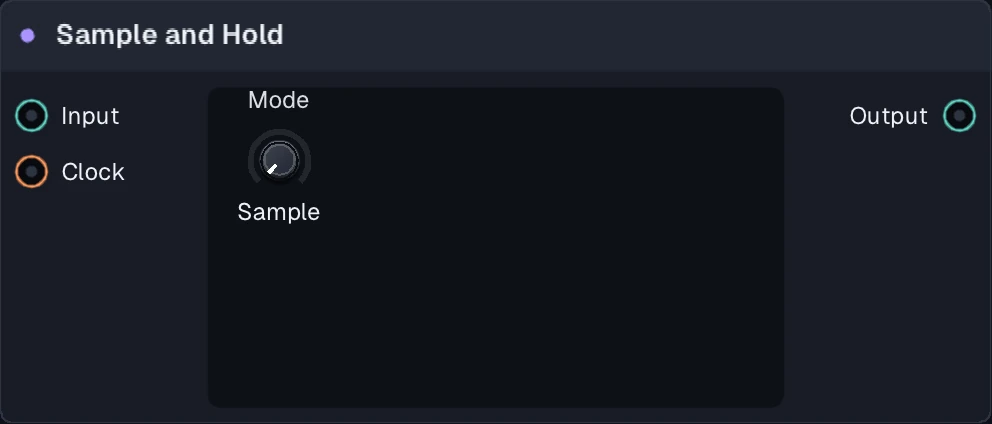 Sample and Hold
Input
Clock
Mode
Sample
Output